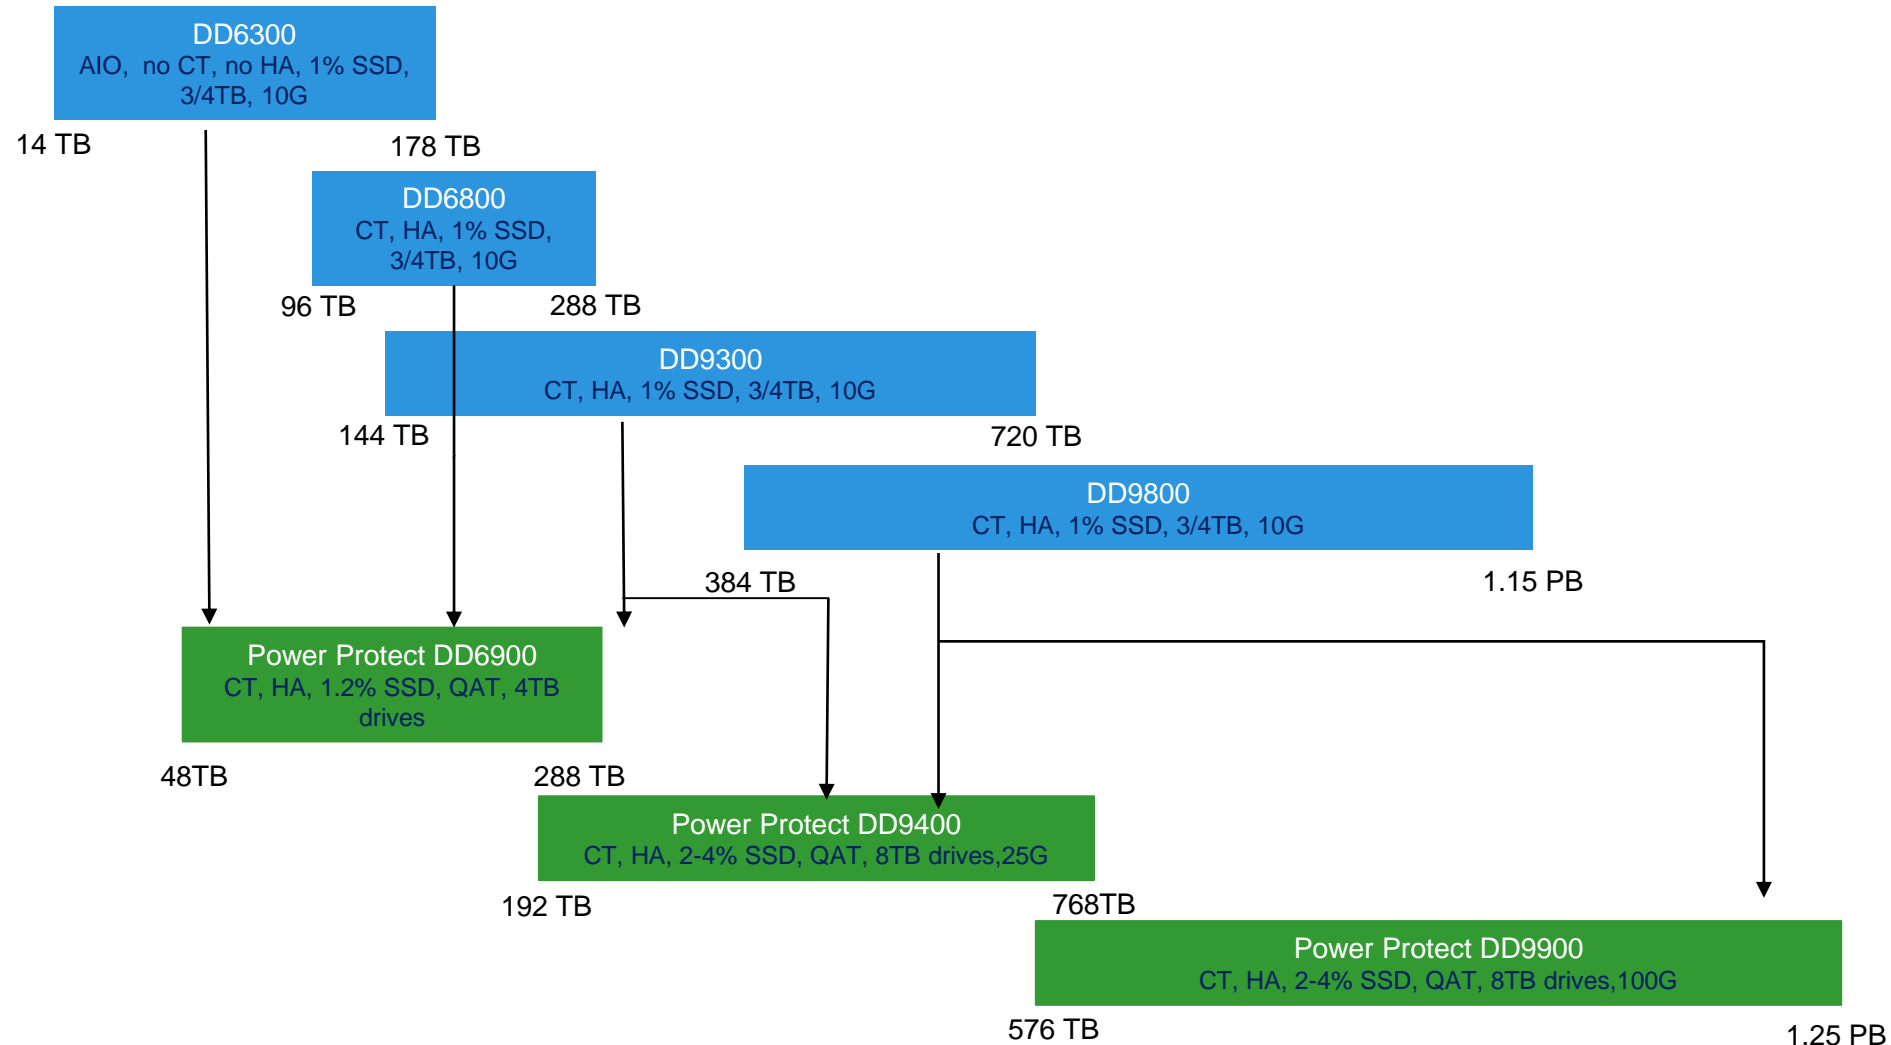 DD6300
AIO,  no CT, no HA, 1% SSD,
3/4TB, 10G
14 TB
178 TB
DD6800
CT, HA, 1% SSD,
3/4TB, 10G
96 TB
288 TB
DD9300
CT, HA, 1% SSD, 3/4TB, 10G
144 TB
720 TB
DD9800
CT, HA, 1% SSD, 3/4TB, 10G
384 TB
1.15 PB
Power Protect DD6900
CT, HA, 1.2% SSD, QAT, 4TB
drives
48TB
288 TB
Power Protect DD9400
CT, HA, 2-4% SSD, QAT, 8TB drives,25G
192 TB
768TB
Power Protect DD9900
CT, HA, 2-4% SSD, QAT, 8TB drives,100G
576 TB
1.25 PB